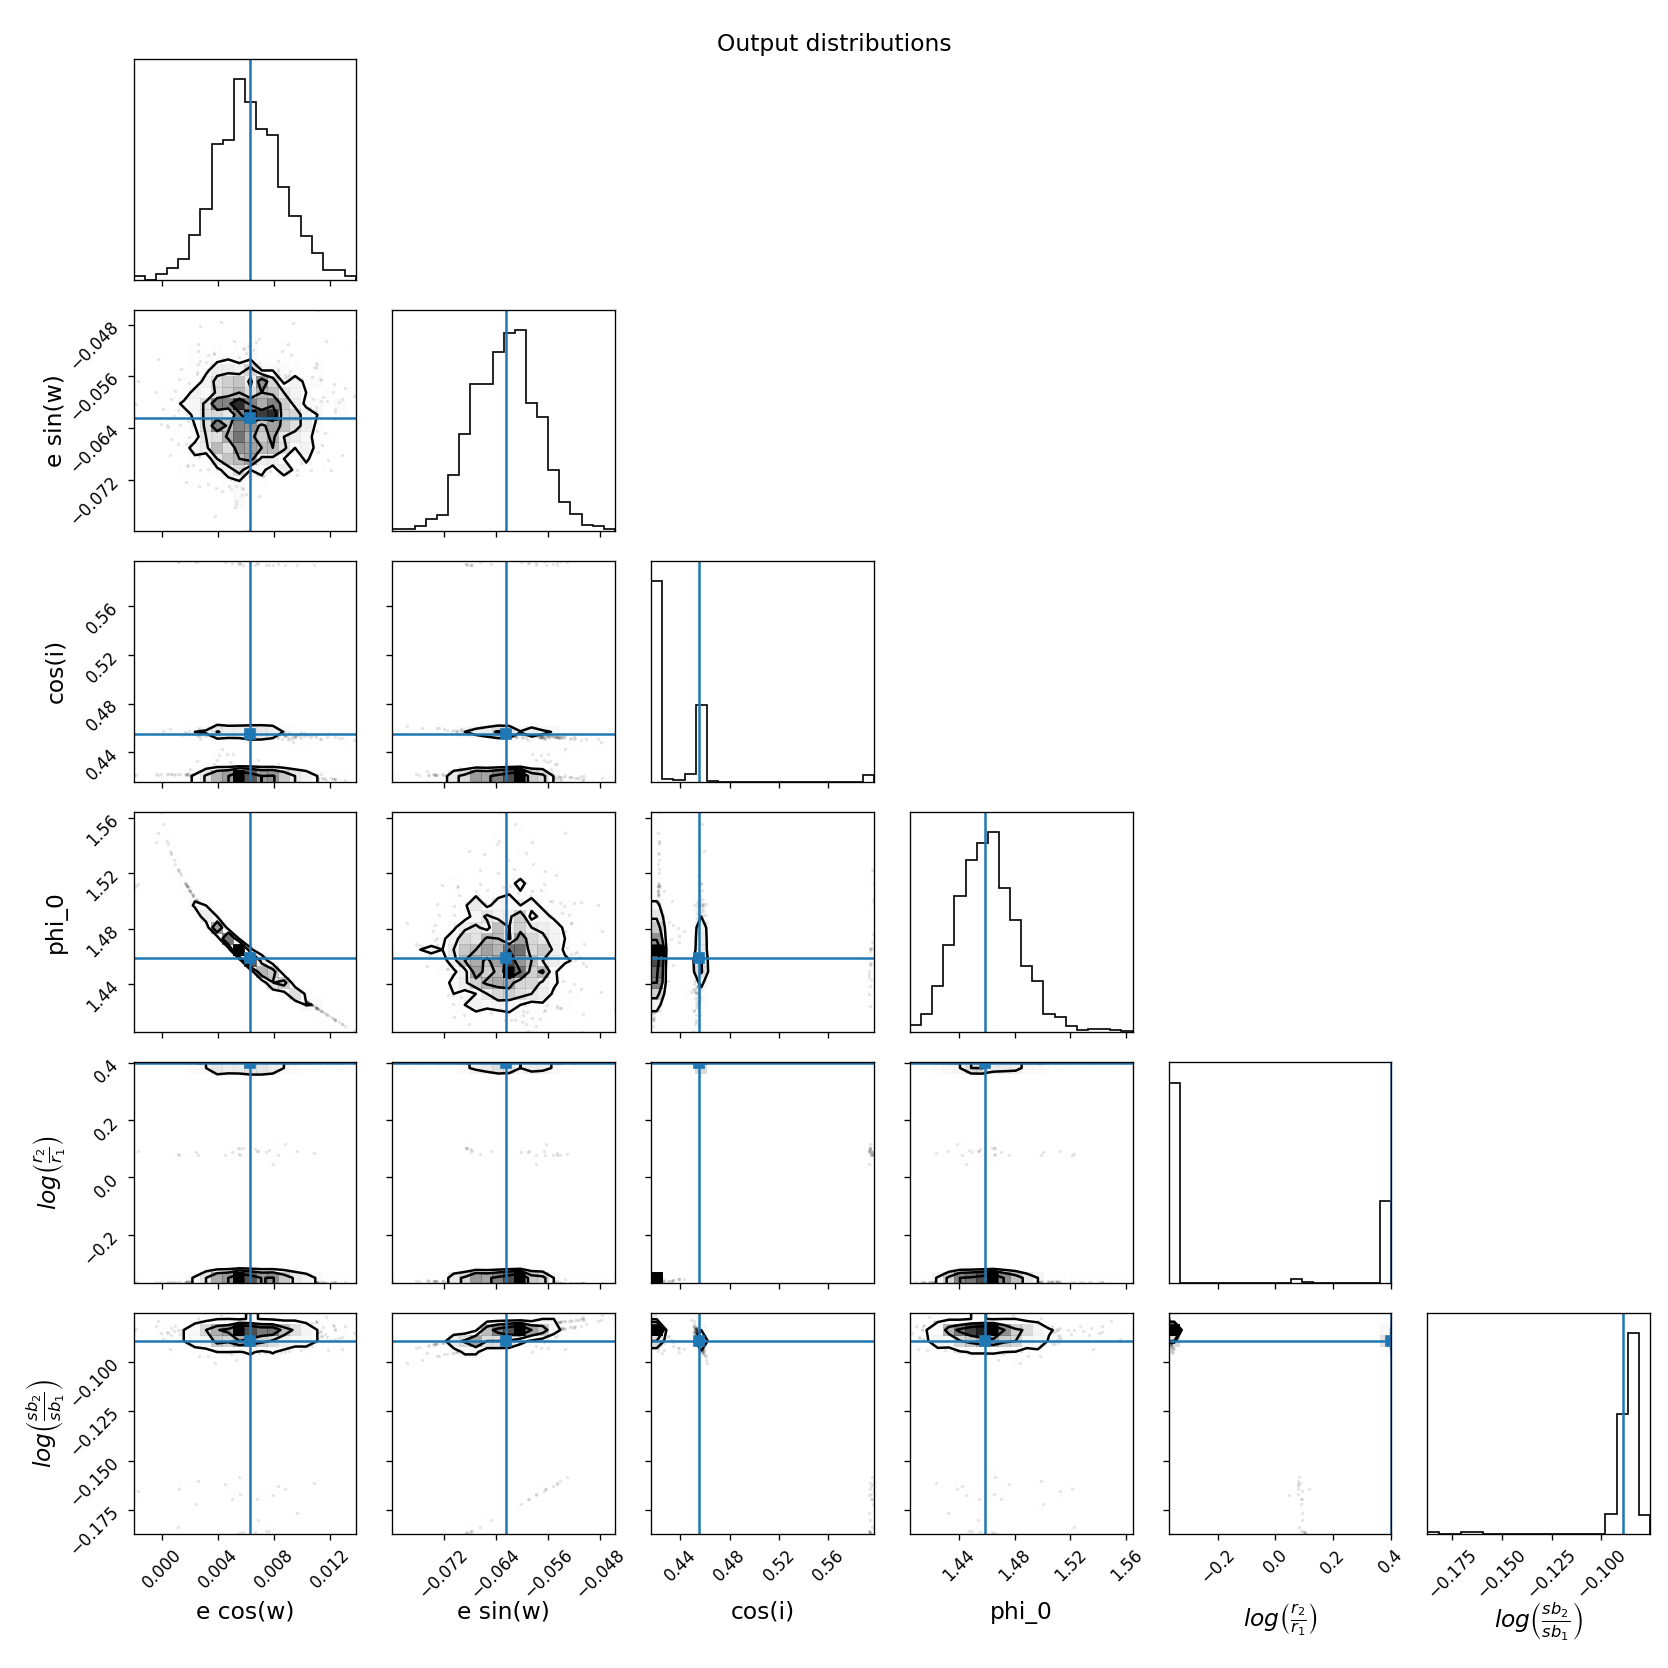 Output distributions
−0.048
−0.056
−0.064
−0.072
e sin(w)
0.56
0.52
0.48
0.44
cos(i)
1.56
1.52
1.48
1.44
phi_0
0.4
0.2
0.0
−0.2
log(r₂/r₁)
−0.100
−0.125
−0.150
−0.175
log(sb₂/sb₁)
0.000 0.004 0.008 0.012 −0.072 −0.064 −0.056 −0.048 0.44 0.48 0.52 0.56 1.44 1.48 1.52 1.56 −0.2 0.0 0.2 0.4 −0.175 −0.150 −0.125 −0.100
e cos(w) e sin(w) cos(i) phi_0 log(r₂/r₁) log(sb₂/sb₁)